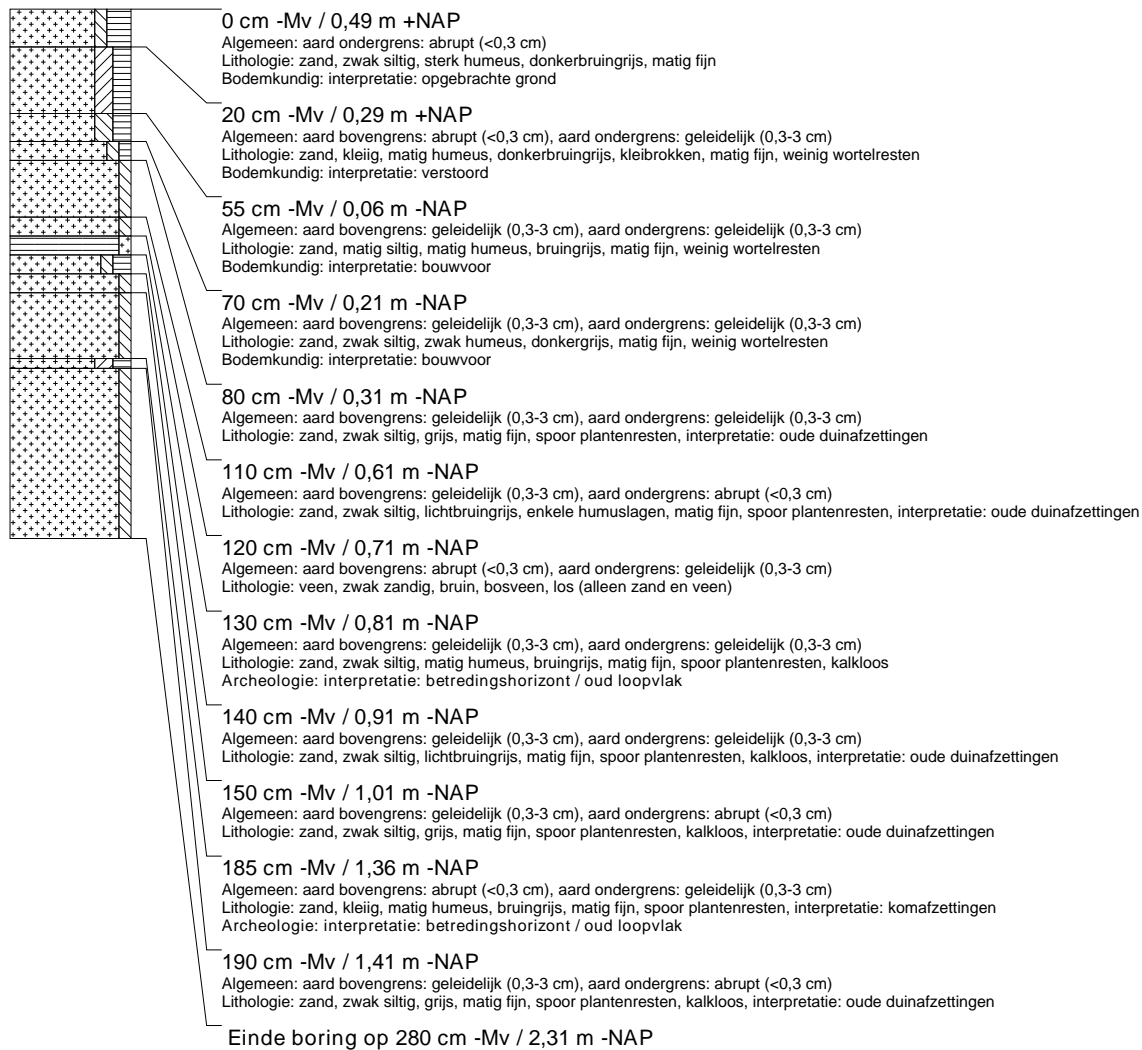 0 cm -Mv / 0,49 m +NAP
Algemeen: aard ondergrens: abrupt (<0,3 cm)
Lithologie: zand, zwak siltig, sterk humeus, donkerbruingrijs, matig fijn
Bodemkundig: interpretatie: opgebrachte grond
20 cm -Mv / 0,29 m +NAP
Algemeen: aard bovengrens: abrupt (<0,3 cm), aard ondergrens: geleidelijk (0,3-3 cm)
Lithologie: zand, kleiig, matig humeus, donkerbruingrijs, kleibrokken, matig fijn, weinig wortelresten
Bodemkundig: interpretatie: verstoord
55 cm -Mv / 0,06 m -NAP
Algemeen: aard bovengrens: geleidelijk (0,3-3 cm), aard ondergrens: geleidelijk (0,3-3 cm)
Lithologie: zand, matig siltig, matig humeus, bruingrijs, matig fijn, weinig wortelresten
Bodemkundig: interpretatie: bouwvoor
70 cm -Mv / 0,21 m -NAP
Algemeen: aard bovengrens: geleidelijk (0,3-3 cm), aard ondergrens: geleidelijk (0,3-3 cm)
Lithologie: zand, zwak siltig, zwak humeus, donkergrijs, matig fijn, weinig wortelresten
Bodemkundig: interpretatie: bouwvoor
80 cm -Mv / 0,31 m -NAP
Algemeen: aard bovengrens: geleidelijk (0,3-3 cm), aard ondergrens: geleidelijk (0,3-3 cm)
Lithologie: zand, zwak siltig, grijs, matig fijn, spoor plantenresten, interpretatie: oude duinafzettingen
110 cm -Mv / 0,61 m -NAP
Algemeen: aard bovengrens: geleidelijk (0,3-3 cm), aard ondergrens: abrupt (<0,3 cm)
Lithologie: zand, zwak siltig, lichtbruingrijs, enkele humuslagen, matig fijn, spoor plantenresten, interpretatie: oude duinafzettingen
120 cm -Mv / 0,71 m -NAP
Algemeen: aard bovengrens: abrupt (<0,3 cm), aard ondergrens: geleidelijk (0,3-3 cm)
Lithologie: veen, zwak zandig, bruin, bosveen, los (alleen zand en veen)
130 cm -Mv / 0,81 m -NAP
Algemeen: aard bovengrens: geleidelijk (0,3-3 cm), aard ondergrens: geleidelijk (0,3-3 cm)
Lithologie: zand, zwak siltig, matig humeus, bruingrijs, matig fijn, spoor plantenresten, kalkloos
Archeologie: interpretatie: betredingshorizont / oud loopvlak
140 cm -Mv / 0,91 m -NAP
Algemeen: aard bovengrens: geleidelijk (0,3-3 cm), aard ondergrens: geleidelijk (0,3-3 cm)
Lithologie: zand, zwak siltig, lichtbruingrijs, matig fijn, spoor plantenresten, kalkloos, interpretatie: oude duinafzettingen
150 cm -Mv / 1,01 m -NAP
Algemeen: aard bovengrens: geleidelijk (0,3-3 cm), aard ondergrens: abrupt (<0,3 cm)
Lithologie: zand, zwak siltig, grijs, matig fijn, spoor plantenresten, kalkloos, interpretatie: oude duinafzettingen
185 cm -Mv / 1,36 m -NAP
Algemeen: aard bovengrens: abrupt (<0,3 cm), aard ondergrens: geleidelijk (0,3-3 cm)
Lithologie: zand, kleiig, matig humeus, bruingrijs, matig fijn, spoor plantenresten, interpretatie: komafzettingen
Archeologie: interpretatie: betredingshorizont / oud loopvlak
190 cm -Mv / 1,41 m -NAP
Algemeen: aard bovengrens: geleidelijk (0,3-3 cm), aard ondergrens: abrupt (<0,3 cm)
Lithologie: zand, zwak siltig, grijs, matig fijn, spoor plantenresten, kalkloos, interpretatie: oude duinafzettingen
Einde boring op 280 cm -Mv / 2,31 m -NAP